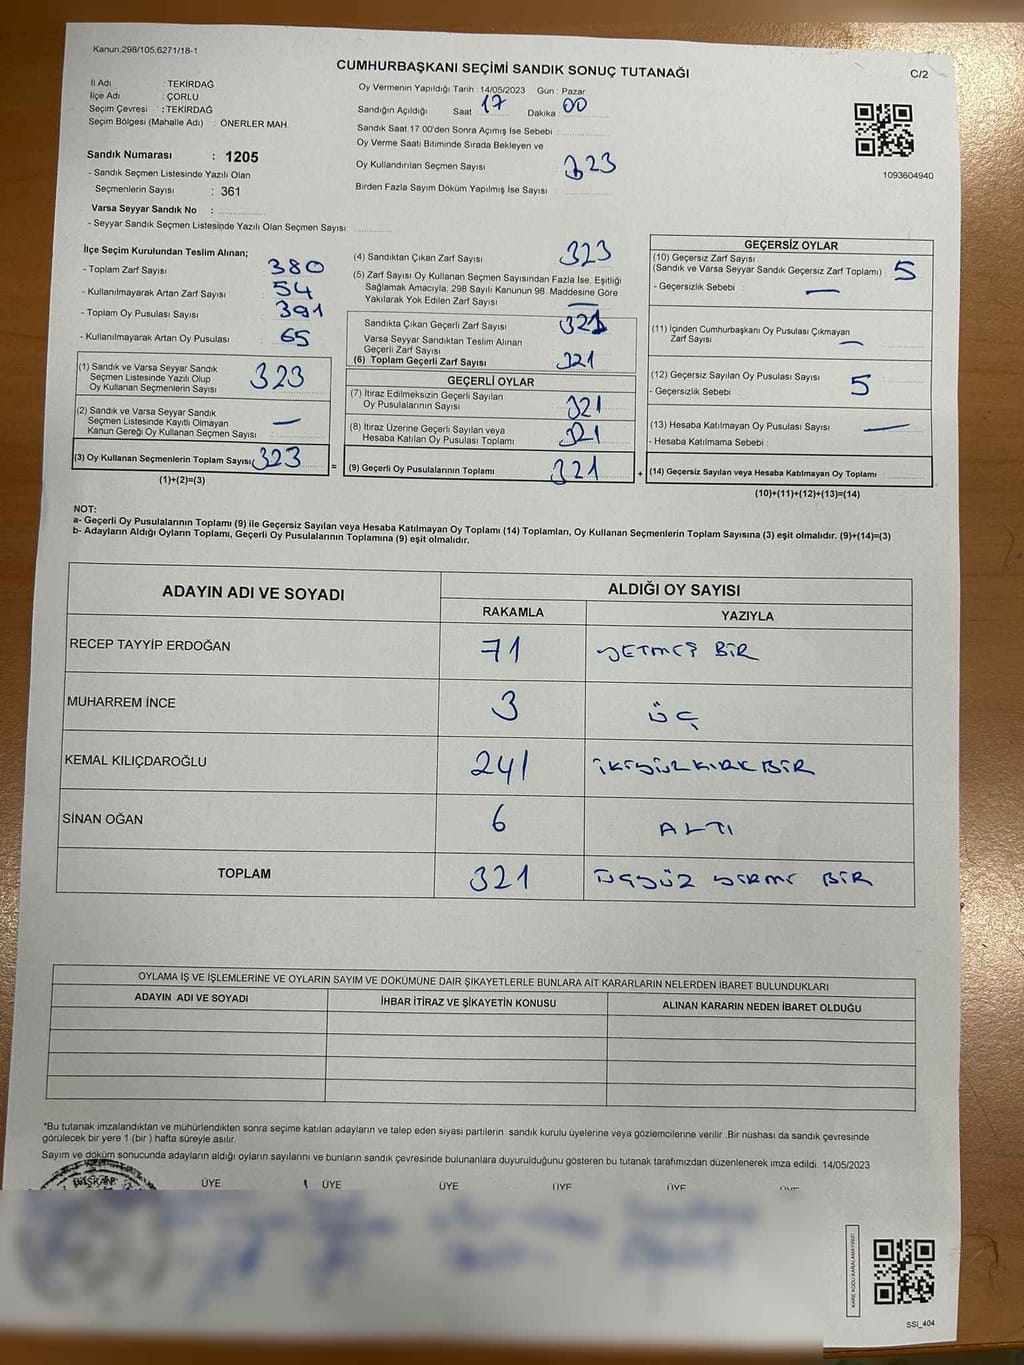 Kanun:298/105.6271/18-1
CUMHURBAŞKANI SEÇİMİ SANDIK SONUÇ TUTANAĞI
C/2
İl Adı : TEKİRDAĞ
İlçe Adı : ÇORLU
Seçim Çevresi : TEKİRDAĞ
Seçim Bölgesi (Mahalle Adı) : ÖNERLER MAH.
Sandık Numarası : 1205
- Sandık Seçmen Listesinde Yazılı Olan
Seçmenlerin Sayısı : 361
Varsa Seyyar Sandık No :
- Seyyar Sandık Seçmen Listesinde Yazılı Olan Seçmen Sayısı:
Oy Vermenin Yapıldığı Tarih : 14/05/2023 Gün : Pazar
Sandığın Açıldığı Saat 17 Dakika : 00
Sandık Saat 17:00'den Sonra Açımış İse Sebebi :
Oy Verme Saati Bitiminde Sırada Bekleyen ve
Oy Kullandırılan Seçmen Sayısı : 323
Birden Fazla Sayım Döküm Yapılmış İse Sayısı :
1093604940
İlçe Seçim Kurulundan Teslim Alınan;
- Toplam Zarf Sayısı : 380
- Kullanılmayarak Artan Zarf Sayısı : 54
- Toplam Oy Pusulası Sayısı : 391
- Kullanılmayarak Artan Oy Pusulası : 65
(1) Sandık ve Varsa Seyyar Sandık
Seçmen Listesinde Yazılı Olup
Oy Kullanan Seçmenlerin Sayısı : 323
(2) Sandık ve Varsa Seyyar Sandık
Seçmen Listesinde Kayıtlı Olmayan
Kanun Gereği Oy Kullanan Seçmen Sayısı : —
(3) Oy Kullanan Seçmenlerin Toplam Sayısı: 323
(1)+(2)=(3)
=
(4) Sandıktan Çıkan Zarf Sayısı : 323
(5) Zarf Sayısı Oy Kullanan Seçmen Sayısından Fazla İse, Eşitliği
Sağlamak Amacıyla, 298 Sayılı Kanunun 98. Maddesine Göre
Yakılarak Yok Edilen Zarf Sayısı : —
Sandıkta Çıkan Geçerli Zarf Sayısı : 321
Varsa Seyyar Sandıktan Teslim Alınan
Geçerli Zarf Sayısı
(6) Toplam Geçerli Zarf Sayısı : 321
GEÇERLİ OYLAR
(7) İtiraz Edilmeksizin Geçerli Sayılan
Oy Pusulalarının Sayısı : 321
(8) İtiraz Üzerine Geçerli Sayılan veya
Hesaba Katılan Oy Pusulası Toplamı : 321
(9) Geçerli Oy Pusulalarının Toplamı : 321
+
GEÇERSİZ OYLAR
(10) Geçersiz Zarf Sayısı
(Sandık ve Varsa Seyyar Sandık Geçersiz Zarf Toplamı) : 5
- Geçersizlik Sebebi : —
(11) İçinden Cumhurbaşkanı Oy Pusulası Çıkmayan
Zarf Sayısı : —
(12) Geçersiz Sayılan Oy Pusulası Sayısı : 5
- Geçersizlik Sebebi :
(13) Hesaba Katılmayan Oy Pusulası Sayısı : —
- Hesaba Katılmama Sebebi :
(14) Geçersiz Sayılan veya Hesaba Katılmayan Oy Toplamı :
(10)+(11)+(12)+(13)=(14)
NOT:
a- Geçerli Oy Pusulalarının Toplamı (9) ile Geçersiz Sayılan veya Hesaba Katılmayan Oy Toplamı (14) Toplamları, Oy Kullanan Seçmenlerin Toplam Sayısına (3) eşit olmalıdır. (9)+(14)=(3)
b- Adayların Aldığı Oyların Toplamı, Geçerli Oy Pusulalarının Toplamına (9) eşit olmalıdır.
ADAYIN ADI VE SOYADI ALDIĞI OY SAYISI
RAKAMLA YAZIYLA
RECEP TAYYİP ERDOĞAN 71 YETMİŞ BİR
MUHARREM İNCE 3 ÜÇ
KEMAL KILIÇDAROĞLU 241 İKİYÜZKIRK BİR
SİNAN OĞAN 6 ALTI
TOPLAM 321 ÜÇYÜZ YİRMİ BİR
OYLAMA İŞ VE İŞLEMLERİNE VE OYLARIN SAYIM VE DÖKÜMÜNE DAİR ŞİKAYETLERLE BUNLARA AİT KARARLARIN NELERDEN İBARET BULUNDUKLARI
ADAYIN ADI VE SOYADI İHBAR İTİRAZ VE ŞİKAYETİN KONUSU ALINAN KARARIN NEDEN İBARET OLDUĞU
*Bu tutanak imzalandıktan ve mühürlendikten sonra seçime katılan adayların ve talep eden siyasi partilerin sandık kurulu üyelerine veya gözlemcilerine verilir .Bir nüshası da sandık çevresinde
görülecek bir yere 1 (bir ) hafta süreyle asılır.
Sayım ve döküm sonucunda adayların aldığı oyların sayılarını ve bunların sandık çevresinde bulunanlara duyurulduğunu gösteren bu tutanak tarafımızdan düzenlenerek imza edildi. 14/05/2023
BAŞKAN ÜYE ÜYE ÜYE ÜYE ÜYE ÜYE
KARE KODU KARALAMAYINIZ!
SSI_404